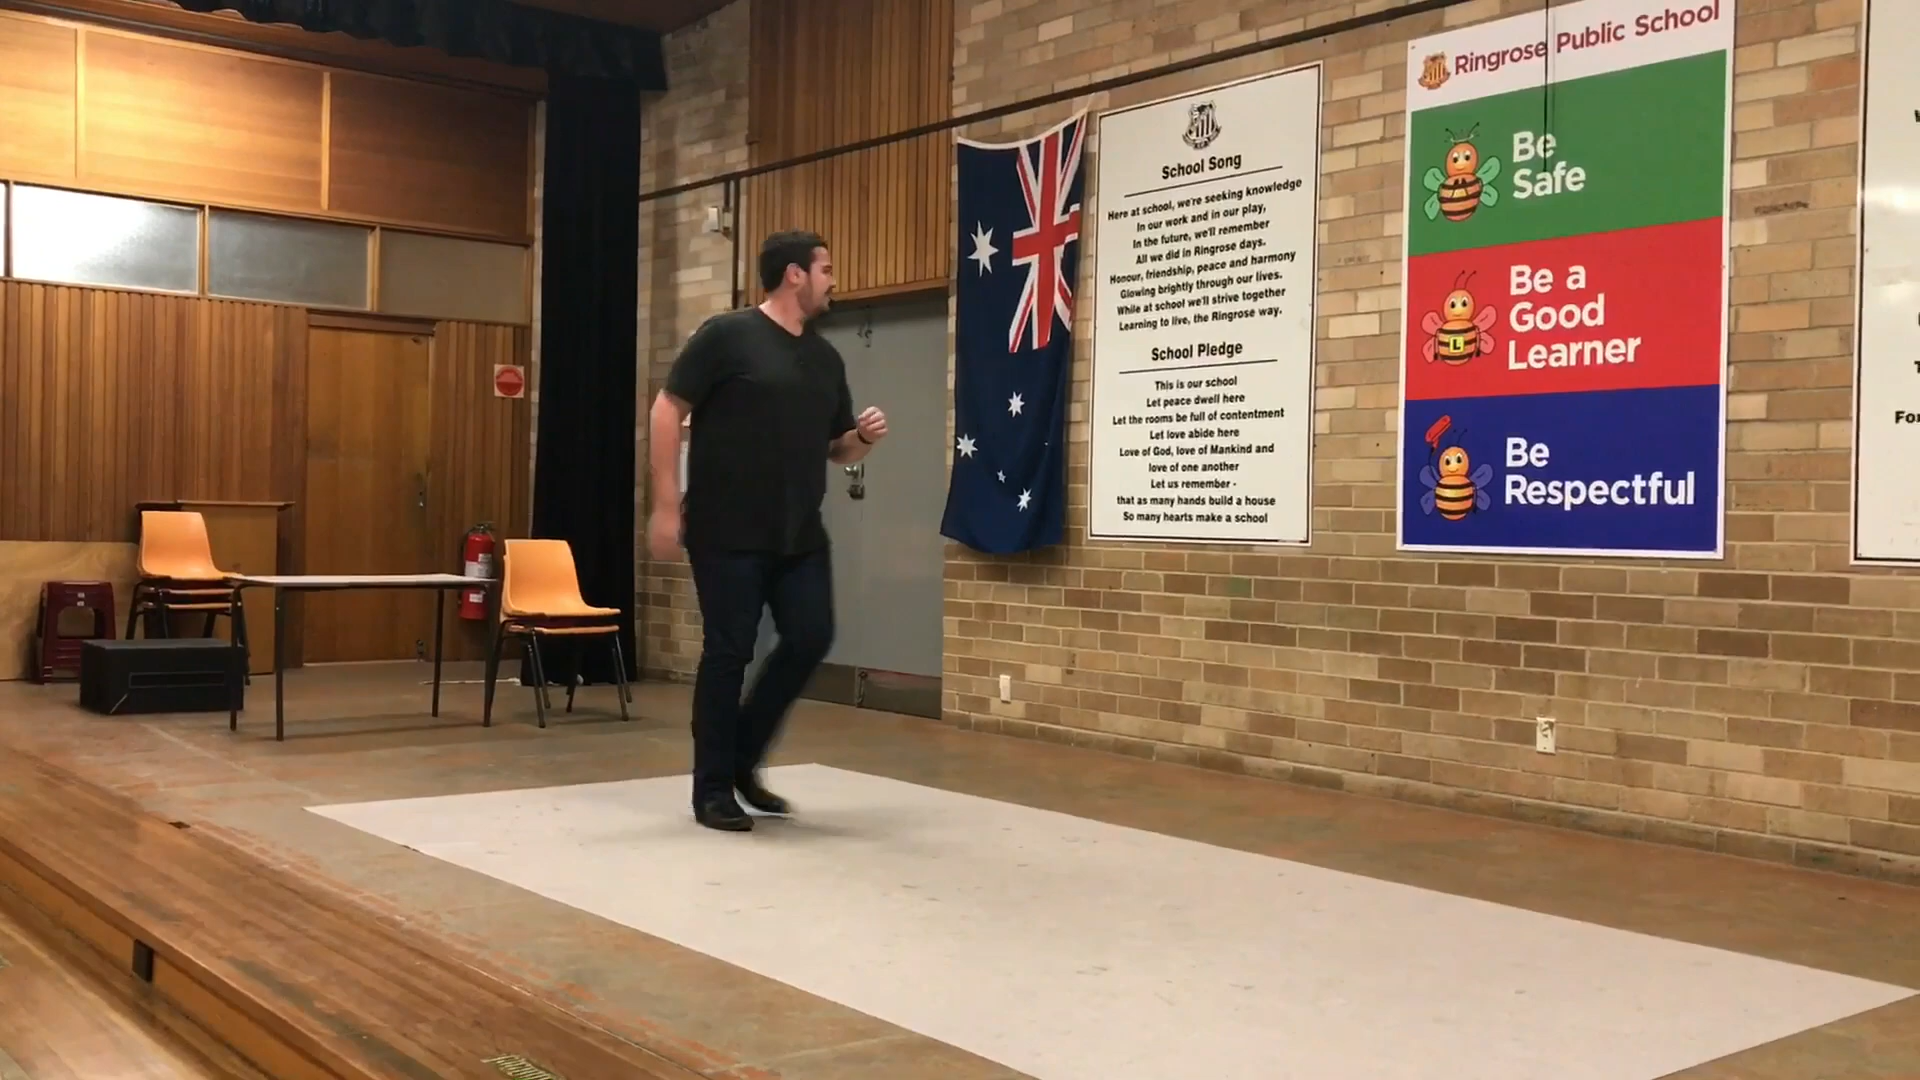 School Song
Here at school, we're seeking knowledge
In our work and in our play,
In the future, we'll remember
All we did in Ringrose days.
Honour, friendship, peace and harmony
Glowing brightly through our lives.
While at school we'll strive together
Learning to live, the Ringrose way.
School Pledge
This is our school
Let peace dwell here
Let the rooms be full of contentment
Let love abide here
Love of God, love of Mankind and
love of one another
Let us remember -
that as many hands build a house
So many hearts make a school
Ringrose Public School
Be
Safe
Be a
Good
Learner
L
Be
Respectful